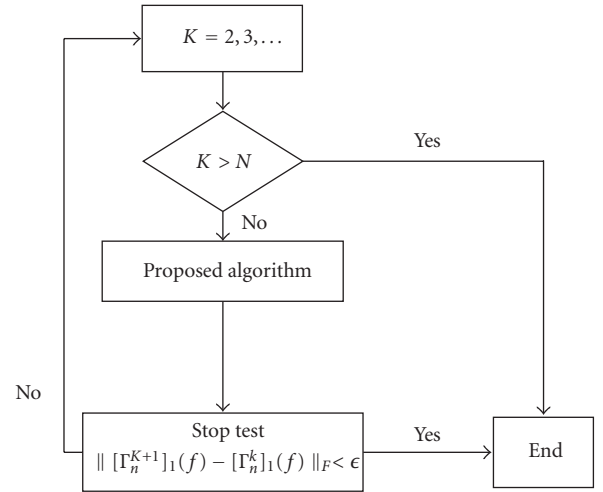 K = 2, 3, . . .
K > N
Yes
No
Proposed algorithm
No
Stop test
‖ [Γ_n^{K+1}]_1(f) − [Γ_n^k]_1(f) ‖_F < ϵ
Yes
End